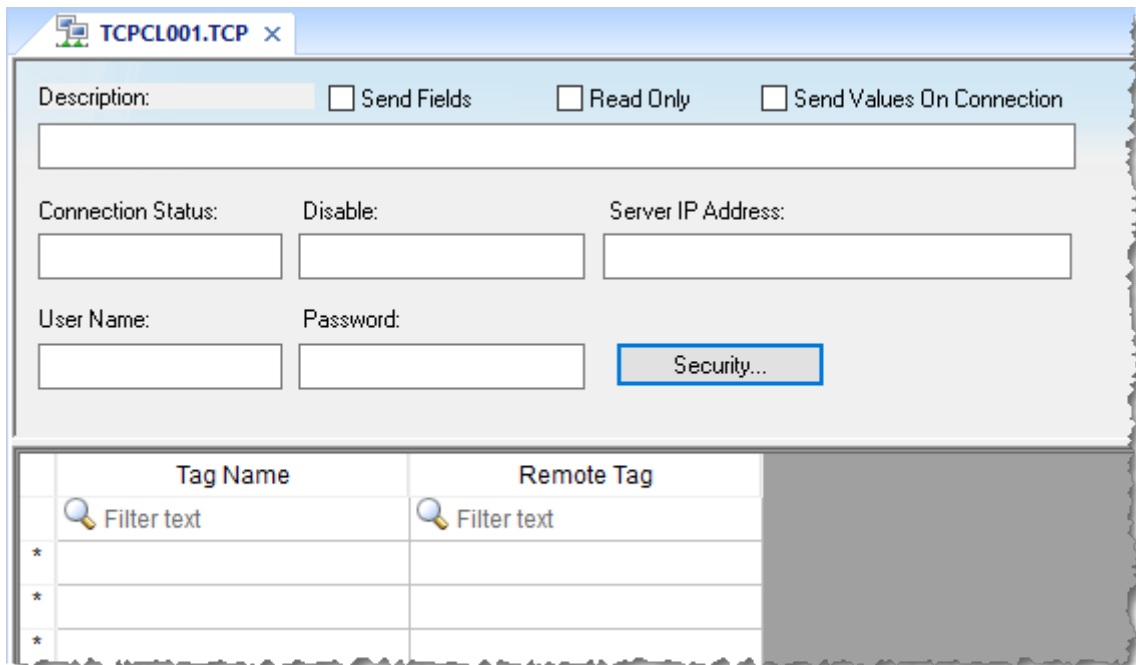 TCPCL001.TCP
Description: Send Fields Read Only Send Values On Connection
Connection Status: Disable: Server IP Address:
User Name: Password:
Security...
Tag Name Remote Tag
Filter text Filter text
*
*
*